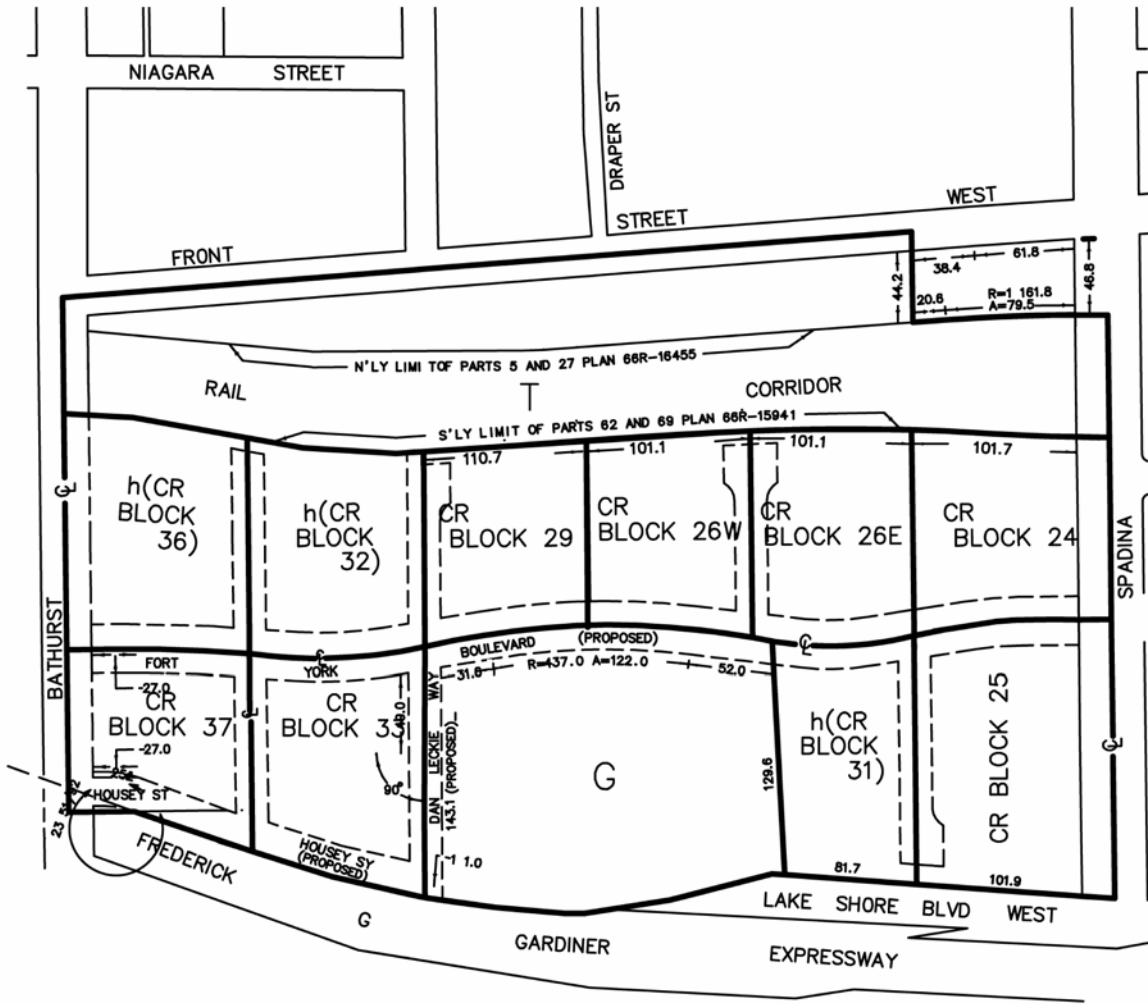 NIAGARA STREET
DRAPER ST
WEST
STREET
FRONT
61.8
38.4
44.2
46.8
20.6
R=1 161.8
A=79.5
N'LY LIMI TOF PARTS 5 AND 27 PLAN 66R-16455
RAIL
T
CORRIDOR
S'LY LIMIT OF PARTS 62 AND 69 PLAN 66R-15941
110.7
101.1
101.1
101.7
h(CR
BLOCK
36)
h(CR
BLOCK
32)
CR
BLOCK 29
CR
BLOCK 26W
CR
BLOCK 26E
CR
BLOCK 24
SPADINA
BATHURST
BOULEVARD (PROPOSED)
FORT
YORK
31.8
R=437.0 A=122.0
52.0
-27.0
CR
BLOCK 37
-27.0
HOUSEY ST
CR
BLOCK 33
90°
DAN LECKIE WAY
143.1 (PROPOSED)
G
129.6
h(CR
BLOCK
31)
CR BLOCK 25
HOUSEY SY
(PROPOSED)
1 1.0
81.7
101.9
FREDERICK
G
GARDINER
EXPRESSWAY
LAKE SHORE BLVD WEST